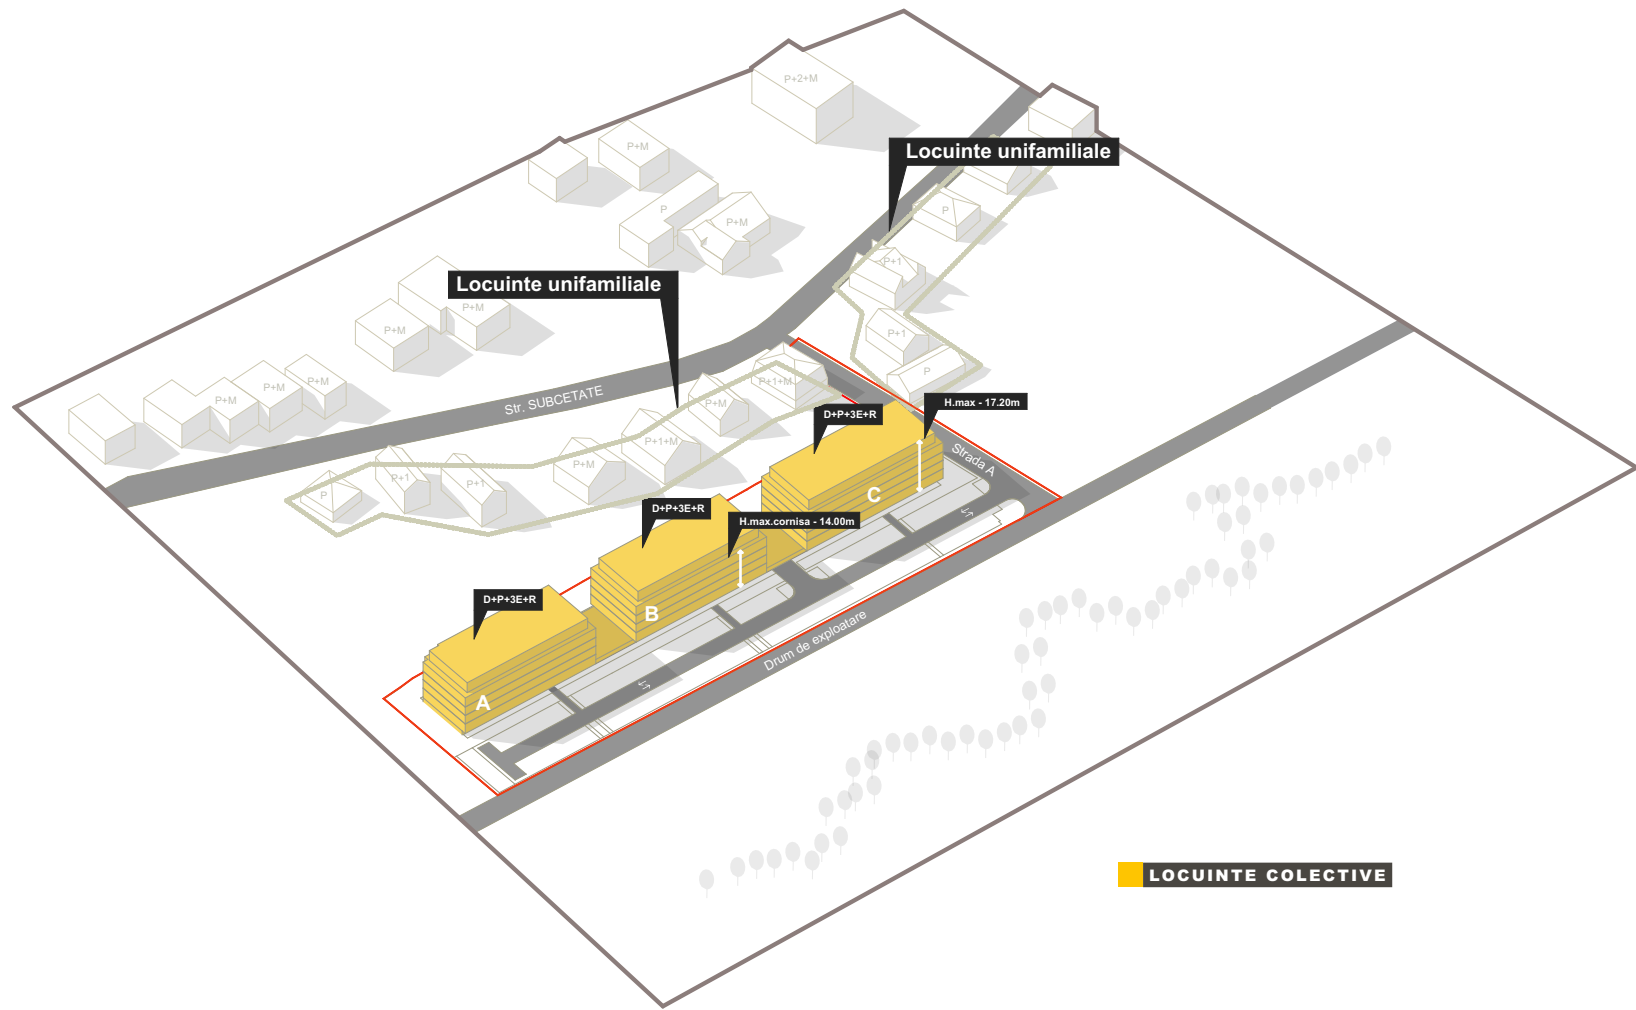 P+2+M
P+M
Locuinte unifamiliale
P
P
P+M
P+1
Locuinte unifamiliale
P+M
P+M
P+1
P
P+M
P+M
P+M
P+1+M
Str. SUBCETATE
P+M
H.max - 17.20m
D+P+3E+R
P+1+M
Strada A
P+M
P+1
P+1
P
C
D+P+3E+R
H.max.cornisa - 14.00m
D+P+3E+R
B
Drum de exploatare
A
LOCUINTE COLECTIVE